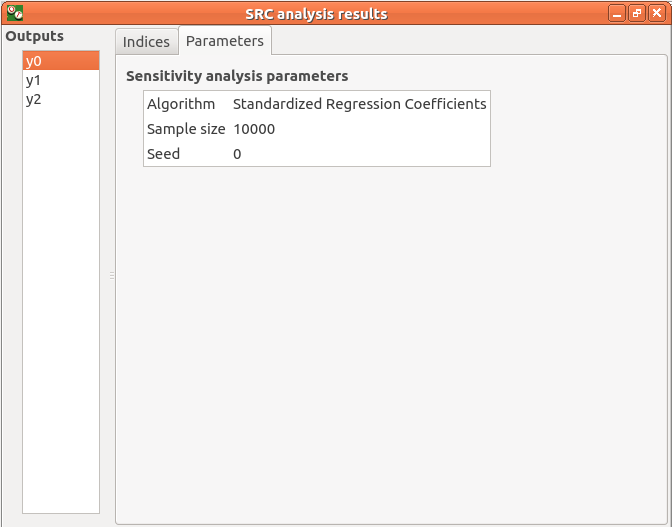 SRC analysis results
Outputs
y0
y1
y2
Indices
Parameters
Sensitivity analysis parameters
Algorithm Standardized Regression Coefficients
Sample size 10000
Seed 0